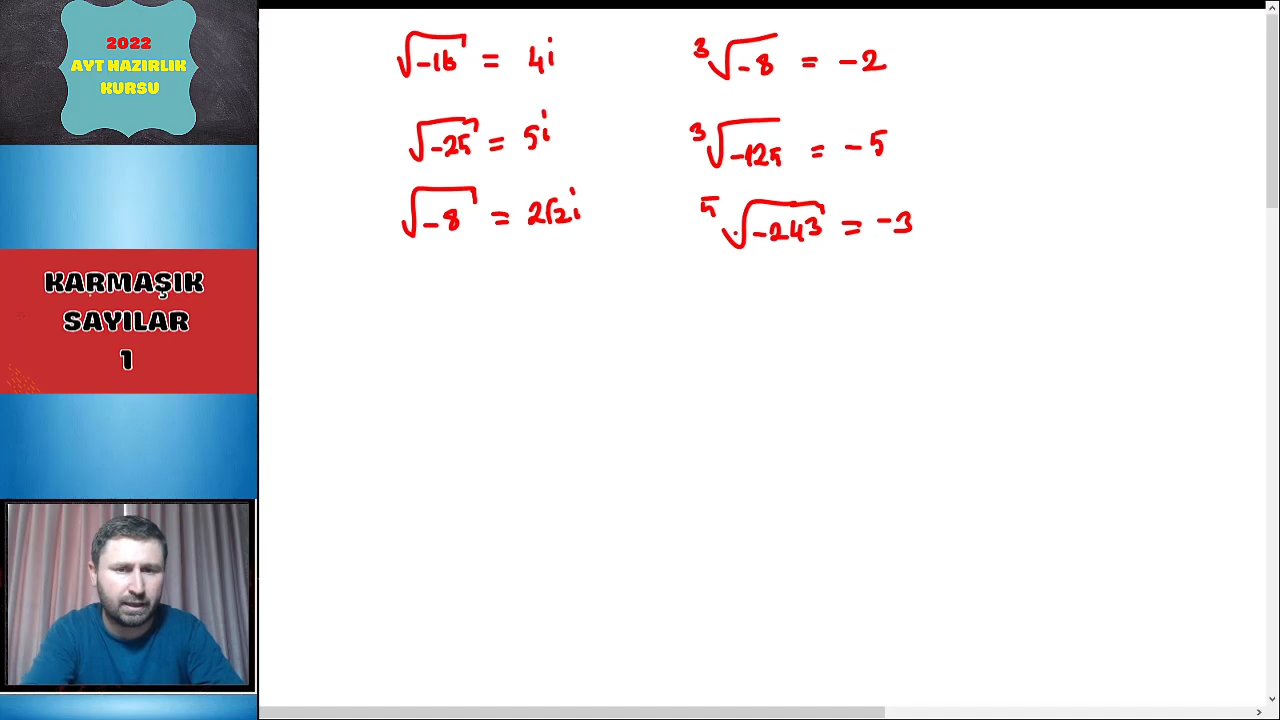 2022
AYT HAZIRLIK
KURSU
KARMAŞIK
SAYILAR
1
√-16 = 4i
√-25 = 5i
√-8 = 2√2i
³√-8 = -2
³√-125 = -5
⁵√-243 = -3